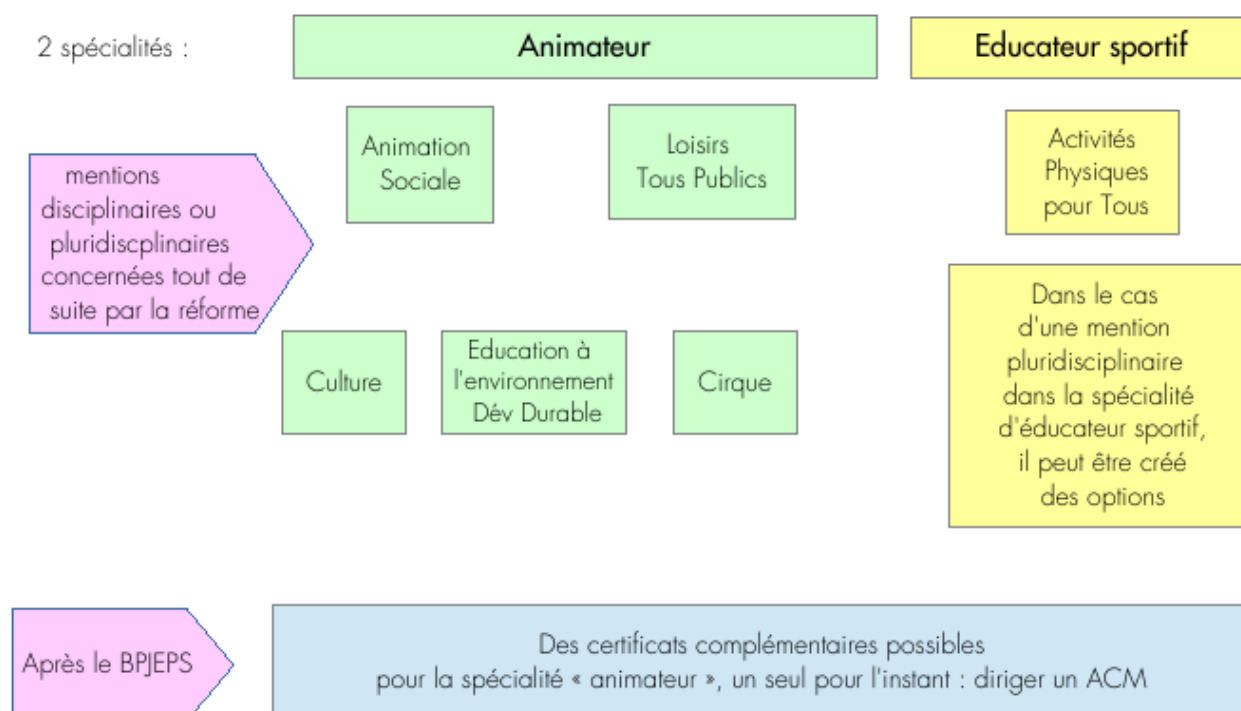 2 spécialités :
Animateur
Educateur sportif
mentions
disciplinaires ou
pluridiscplinaires
concernées tout de
suite par la réforme
Animation
Sociale
Loisirs
Tous Publics
Activités
Physiques
pour Tous
Culture
Education à
l'environnement
Dév Durable
Cirque
Dans le cas
d'une mention
pluridisciplinaire
dans la spécialité
d'éducateur sportif,
il peut être créé
des options
Après le BPJEPS
Des certificats complémentaires possibles
pour la spécialité « animateur », un seul pour l'instant : diriger un ACM